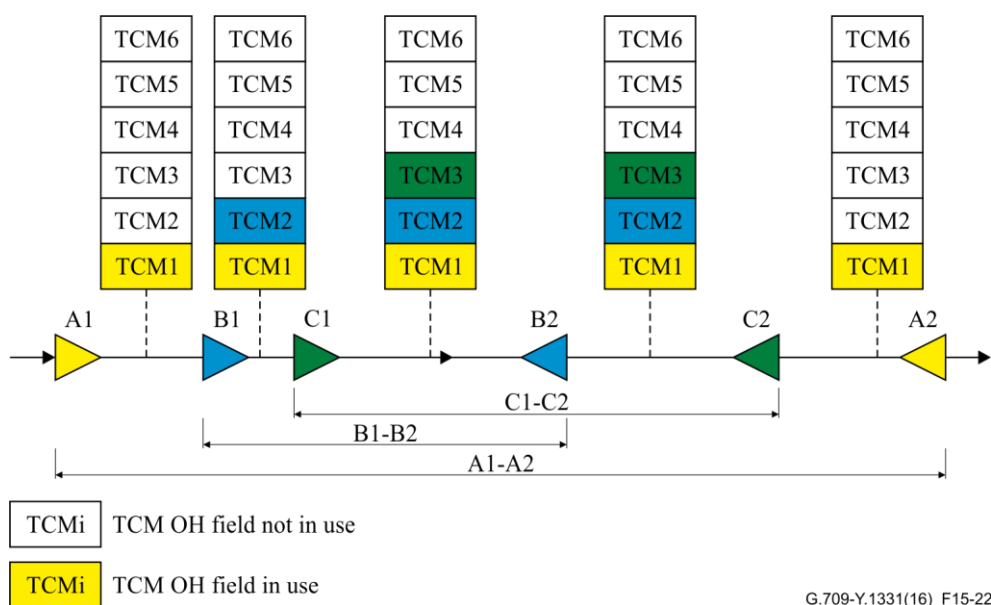 TCM6 TCM6 TCM6 TCM6 TCM6
TCM5 TCM5 TCM5 TCM5 TCM5
TCM4 TCM4 TCM4 TCM4 TCM4
TCM3 TCM3 TCM3 TCM3 TCM3
TCM2 TCM2 TCM2 TCM2 TCM2
TCM1 TCM1 TCM1 TCM1 TCM1
A1 B1 C1 B2 C2 A2
C1-C2
B1-B2
A1-A2
TCMi TCM OH field not in use
TCMi TCM OH field in use
G.709-Y.1331(16)_F15-22